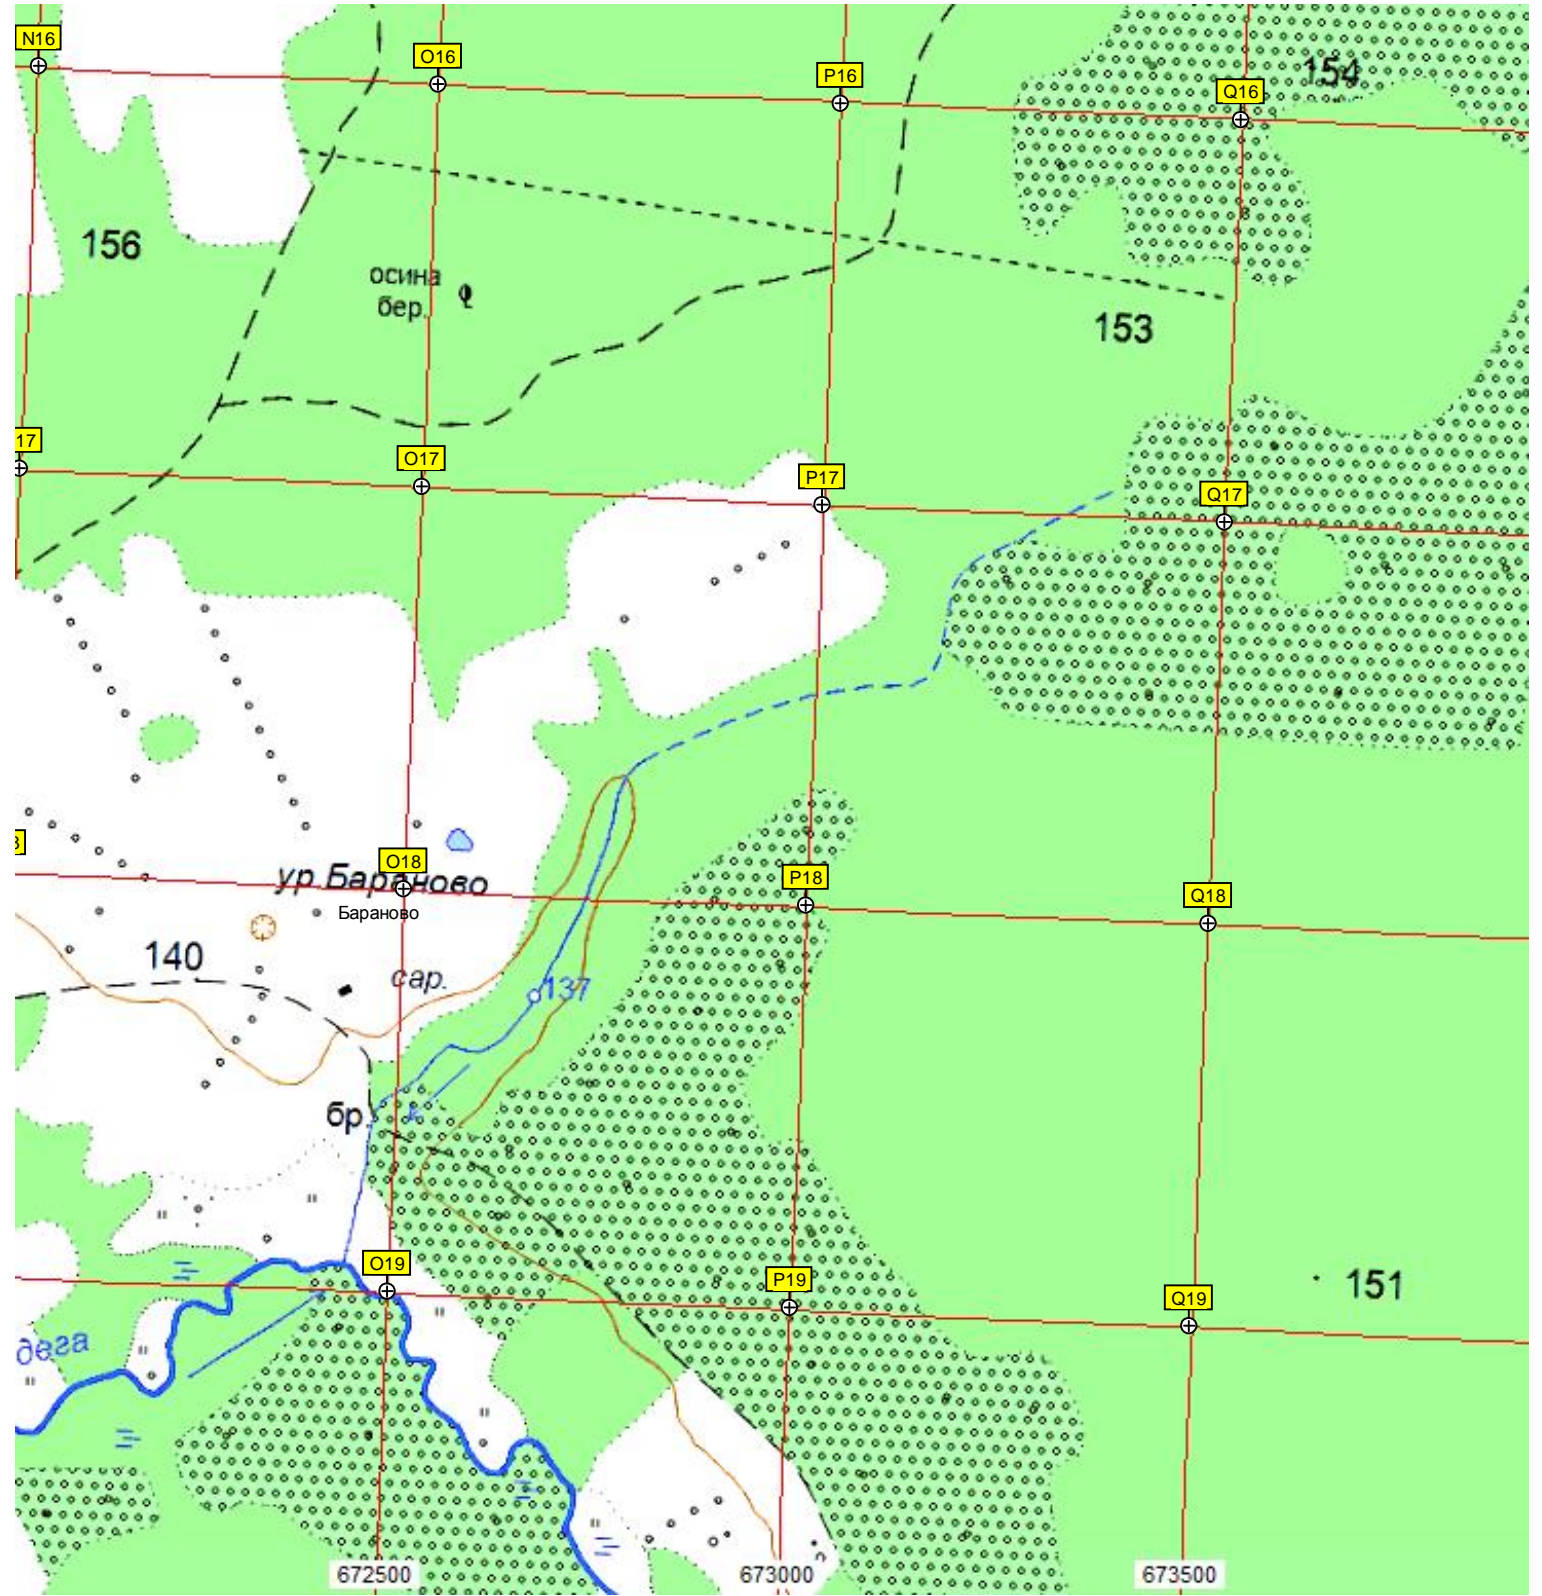 N16
O16
P16
Q16
154
156
осина
бер.
153
17
O17
P17
Q17
O18
P18
Q18
ур Бараново
Бараново
140
сар.
137
бр.
O19
P19
Q19
151
дега
672500
673000
673500